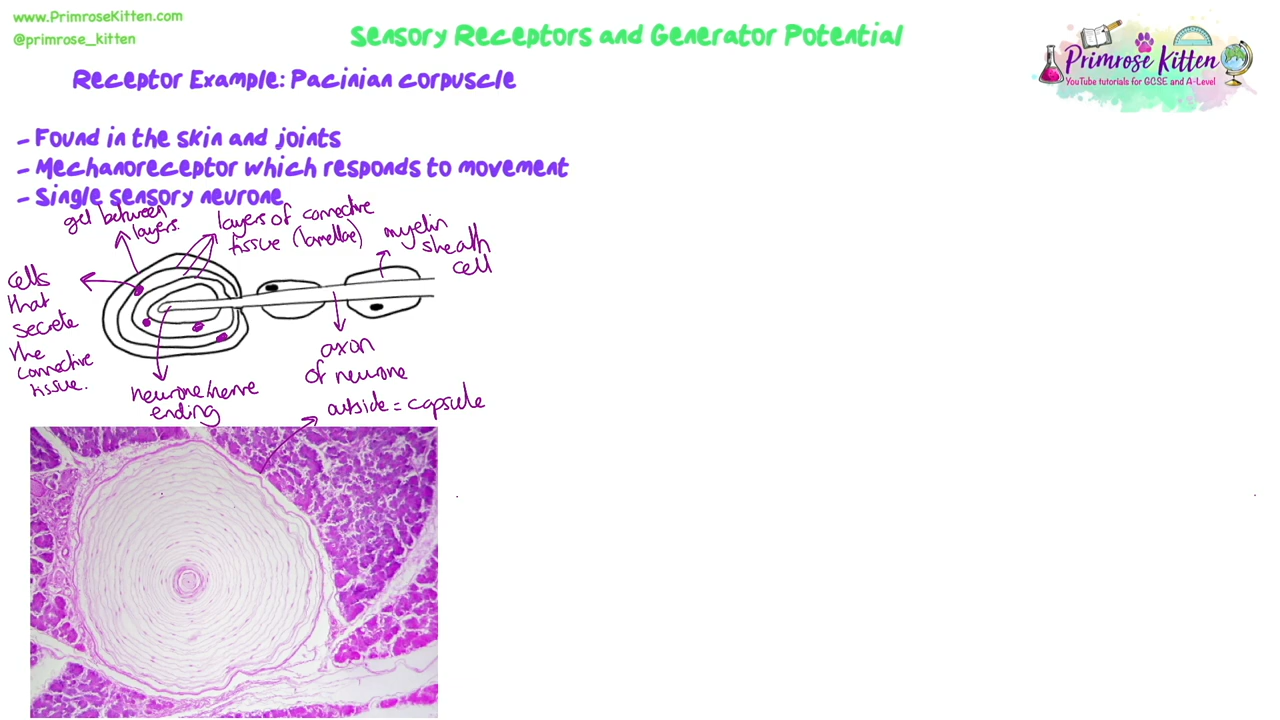 www.PrimroseKitten.com
@primrose_kitten
Sensory Receptors and Generator Potential
Primrose Kitten
YouTube tutorials for GCSE and A-Level
Receptor Example: Pacinian corpuscle
- Found in the skin and joints
- Mechanoreceptor which responds to movement
- Single sensory neurone
gel between
layers.
layers of connective
tissue (lamellae)
myelin
sheath
cell
cells
that
secrete
the
connective
tissue.
neurone/nerve
ending
axon
of neurone
outside = capsule